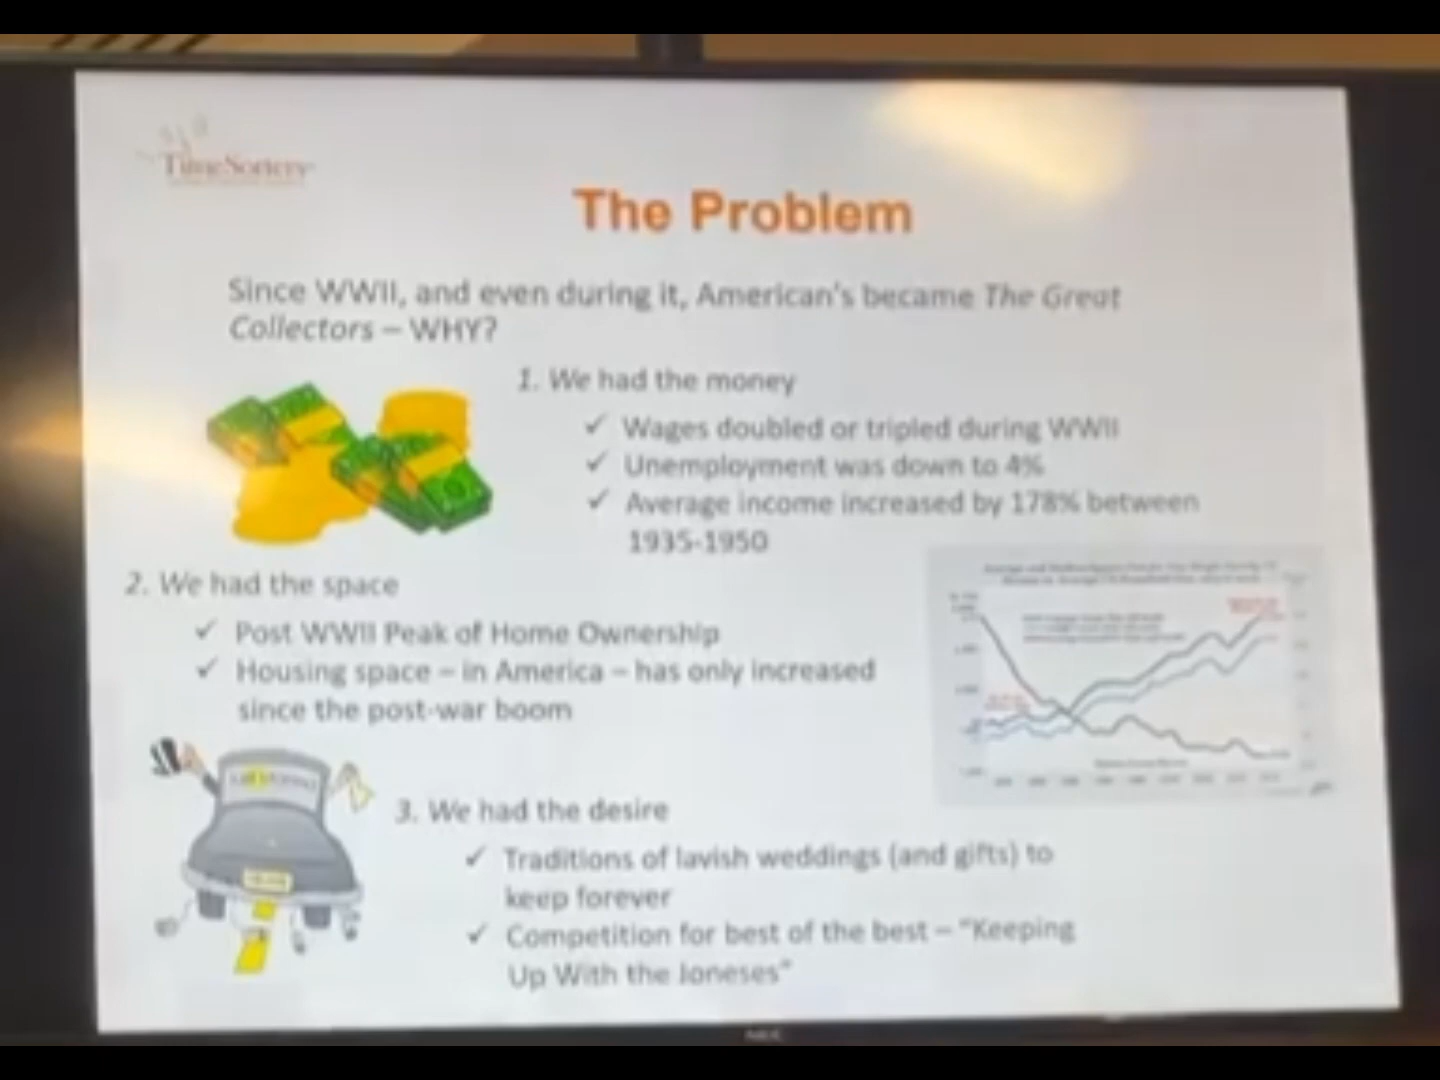 TimeSorters
The Problem
Since WWII, and even during it, American's became The Great
Collectors – WHY?
1. We had the money
✓ Wages doubled or tripled during WWII
✓ Unemployment was down to 4%
✓ Average income increased by 178% between
1935-1950
2. We had the space
✓ Post WWII Peak of Home Ownership
✓ Housing space – in America – has only increased
since the post-war boom
3. We had the desire
✓ Traditions of lavish weddings (and gifts) to
keep forever
✓ Competition for best of the best – "Keeping
Up With the Joneses"
NEC